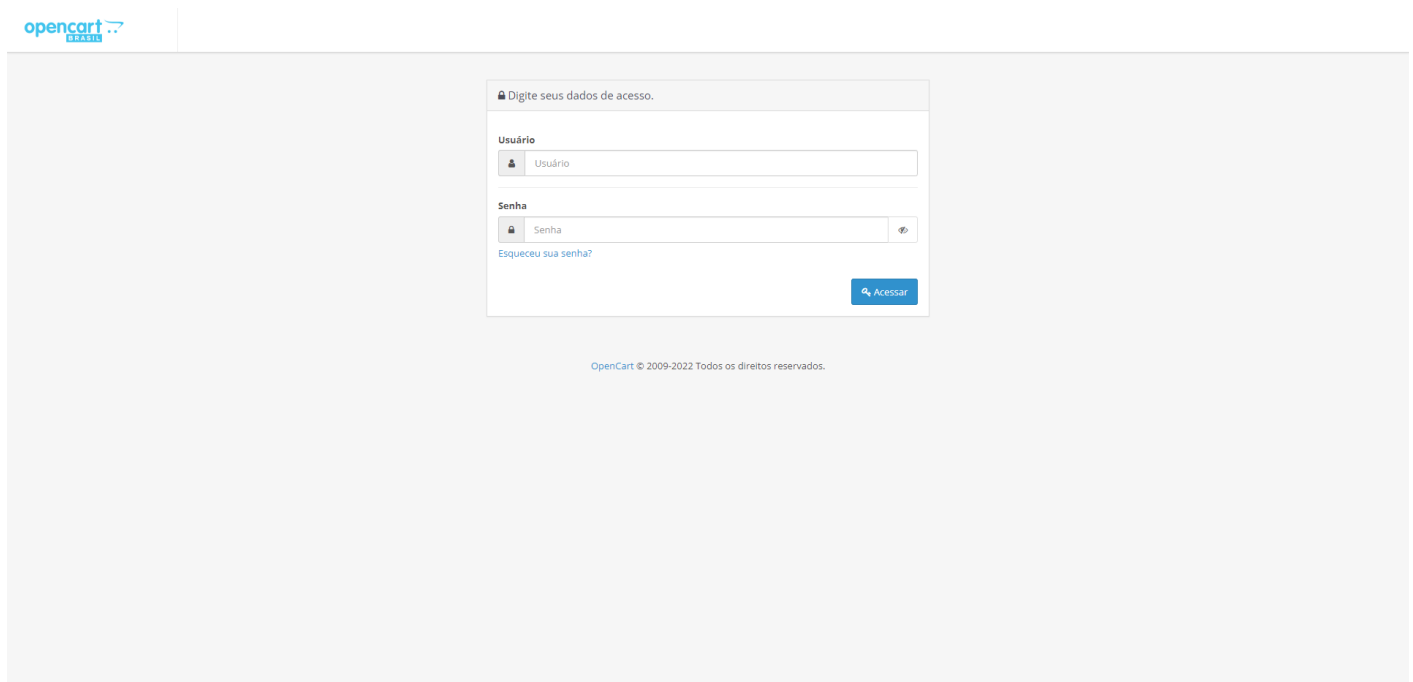 opencart
BRASIL
Digite seus dados de acesso.
Usuário
Usuário
Senha
Senha
Esqueceu sua senha?
Acessar
OpenCart © 2009-2022 Todos os direitos reservados.